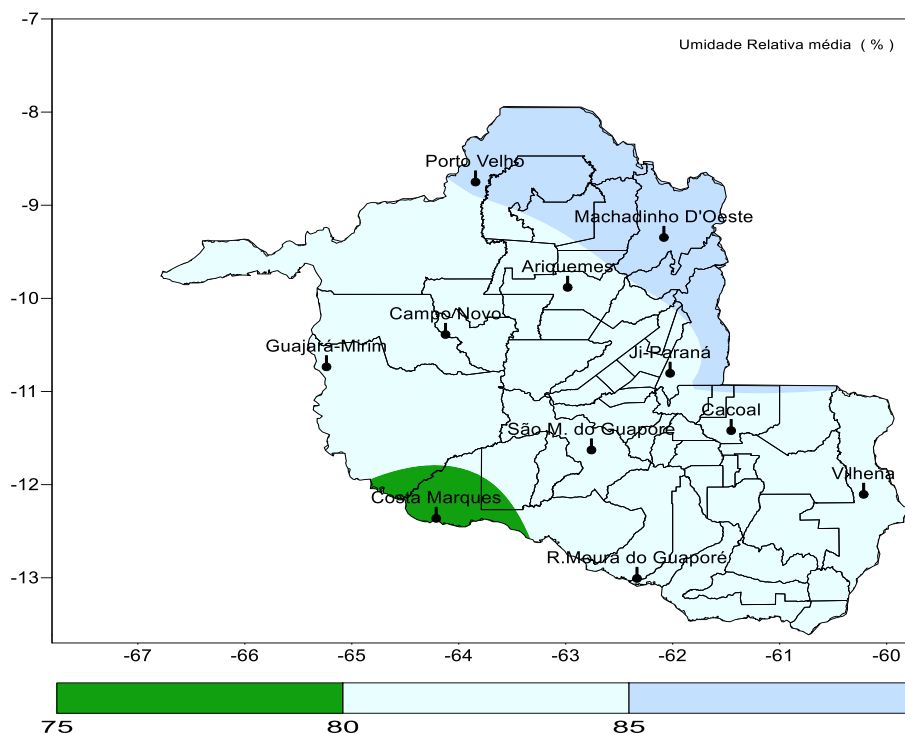 -7
Umidade Relativa média ( % )
-8
Porto Velho
-9
Machadinho D'Oeste
Ariquemes
-10
Campo Novo
Guajará-Mirim
Ji-Paraná
-11
Cacoal
São M. do Guaporé
-12
Vilhena
Costa Marques
R.Moura do Guaporé
-13
-67 -66 -65 -64 -63 -62 -61 -60
75 80 85